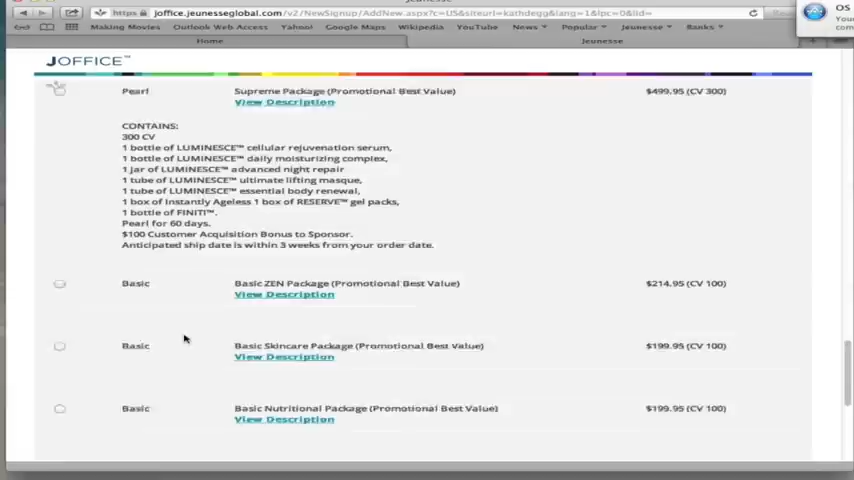 Jeunesse
OS
https joffice.jeunesseglobal.com/v2/NewSignup/AddNew.aspx?c=US&siteurl=kathdegg&lang=1&lpc=0&lid=
Your
com
Making Movies Outlook Web Access Yahoo! Google Maps Wikipedia YouTube News Popular Jeunesse Banks
Home Jeunesse
JOFFICE™
Pearl Supreme Package (Promotional Best Value) $499.95 (CV 300)
View Description
CONTAINS:
300 CV
1 bottle of LUMINESCE™ cellular rejuvenation serum,
1 bottle of LUMINESCE™ daily moisturizing complex,
1 jar of LUMINESCE™ advanced night repair
1 tube of LUMINESCE™ ultimate lifting masque,
1 tube of LUMINESCE™ essential body renewal,
1 box of Instantly Ageless 1 box of RESERVE™ gel packs,
1 bottle of FINITI™.
Pearl for 60 days.
$100 Customer Acquisition Bonus to Sponsor.
Anticipated ship date is within 3 weeks from your order date.
Basic Basic ZEN Package (Promotional Best Value) $214.95 (CV 100)
View Description
Basic Basic Skincare Package (Promotional Best Value) $199.95 (CV 100)
View Description
Basic Basic Nutritional Package (Promotional Best Value) $199.95 (CV 100)
View Description